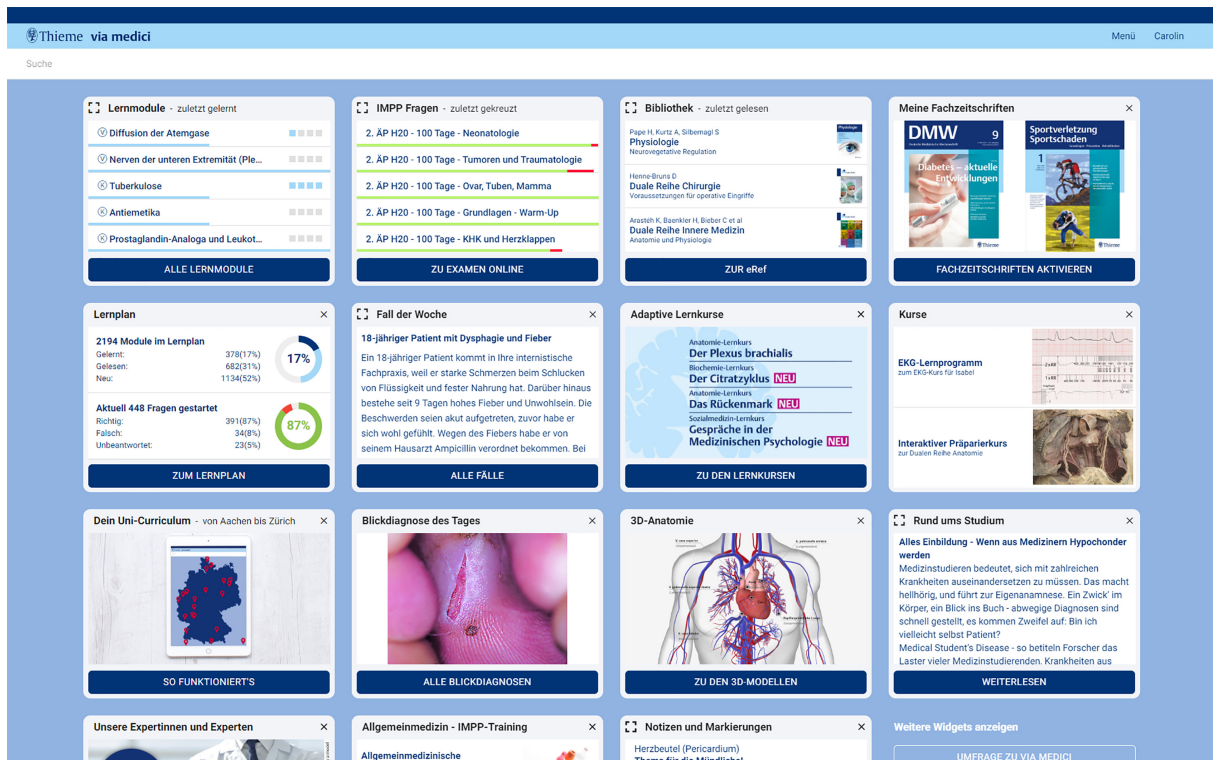 Thieme via medici
Menü Carolin
Suche
Lernmodule - zuletzt gelernt
V Diffusion der Atemgase
V Nerven der unteren Extremität (Ple...
K Tuberkulose
K Antiemetika
K Prostaglandin-Analoga und Leukot...
ALLE LERNMODULE
IMPP Fragen - zuletzt gekreuzt
2. ÄP H20 - 100 Tage - Neonatologie
2. ÄP H20 - 100 Tage - Tumoren und Traumatologie
2. ÄP H20 - 100 Tage - Ovar, Tuben, Mamma
2. ÄP H20 - 100 Tage - Grundlagen - Warm-Up
2. ÄP H20 - 100 Tage - KHK und Herzklappen
ZU EXAMEN ONLINE
Bibliothek - zuletzt gelesen
Pape H, Kurtz A, Silbernagl S
Physiologie
Neurovegetative Regulation
Physiologie
Henne-Bruns D
Duale Reihe Chirurgie
Voraussetzungen für operative Eingriffe
Arasteh K, Baenkler H, Bieber C et al
Duale Reihe Innere Medizin
Anatomie und Physiologie
ZUR eRef
Meine Fachzeitschriften
DMW 9
Diabetes – aktuelle
Entwicklungen
Thieme
Sportverletzung
Sportschaden
1
Thieme
FACHZEITSCHRIFTEN AKTIVIEREN
Lernplan
2194 Module im Lernplan
Gelernt: 378(17%)
Gelesen: 682(31%)
Neu: 1134(52%)
17%
Aktuell 448 Fragen gestartet
Richtig: 391(87%)
Falsch: 34(8%)
Unbeantwortet: 23(5%)
87%
ZUM LERNPLAN
Fall der Woche
18-jähriger Patient mit Dysphagie und Fieber
Ein 18-jähriger Patient kommt in Ihre internistische
Fachpraxis, weil er starke Schmerzen beim Schlucken
von Flüssigkeit und fester Nahrung hat. Darüber hinaus
bestehe seit 9 Tagen hohes Fieber und Unwohlsein. Die
Beschwerden seien akut aufgetreten, zuvor habe er
sich wohl gefühlt. Wegen des Fiebers habe er von
seinem Hausarzt Ampicillin verordnet bekommen. Bei
ALLE FÄLLE
Adaptive Lernkurse
Anatomie-Lernkurs
Der Plexus brachialis
Biochemie-Lernkurs
Der Citratzyklus NEU
Anatomie-Lernkurs
Das Rückenmark NEU
Sozialmedizin-Lernkurs
Gespräche in der
Medizinischen Psychologie NEU
ZU DEN LERNKURSEN
Kurse
EKG-Lernprogramm
zum EKG-Kurs für Isabel
Interaktiver Präparierkurs
zur Dualen Reihe Anatomie
Dein Uni-Curriculum - von Aachen bis Zürich
SO FUNKTIONIERT'S
Blickdiagnose des Tages
ALLE BLICKDIAGNOSEN
3D-Anatomie
ZU DEN 3D-MODELLEN
Rund ums Studium
Alles Einbildung - Wenn aus Medizinern Hypochonder
werden
Medizinstudieren bedeutet, sich mit zahlreichen
Krankheiten auseinandersetzen zu müssen. Das macht
hellhörig, und führt zur Eigenanamnese. Ein Zwick' im
Körper, ein Blick ins Buch - abwegige Diagnosen sind
schnell gestellt, es kommen Zweifel auf: Bin ich
vielleicht selbst Patient?
Medical Student's Disease - so betiteln Forscher das
Laster vieler Medizinstudierenden. Krankheiten aus
WEITERLESEN
Unsere Expertinnen und Experten
Allgemeinmedizin - IMPP-Training
Allgemeinmedizinische
Notizen und Markierungen
Herzbeutel (Pericardium)
Thema für die Mündliche!
Weitere Widgets anzeigen
UMFRAGE ZU VIA MEDICI